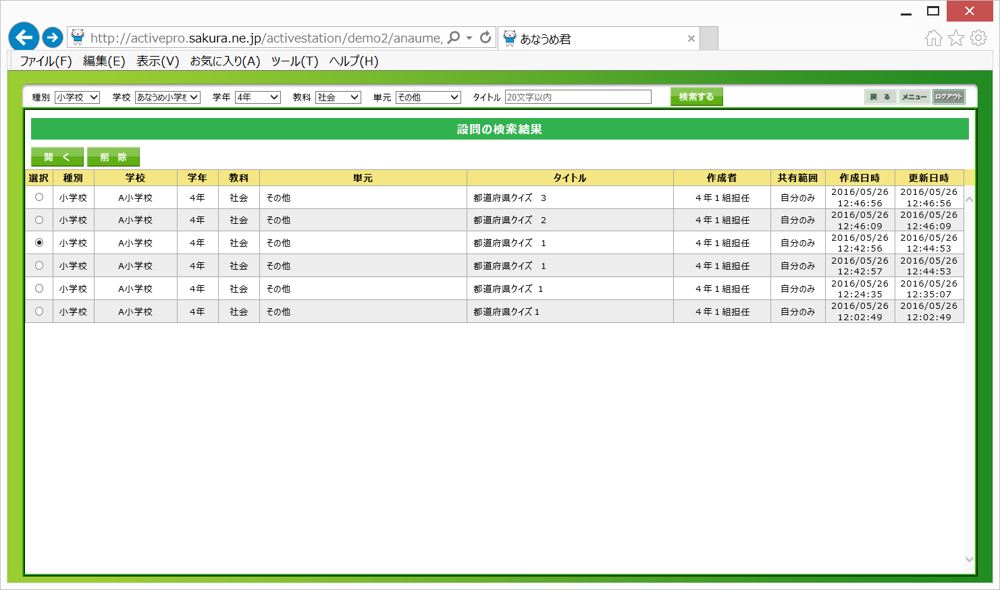 http://activepro.sakura.ne.jp/activestation/demo2/anaume, あなうめ君
ファイル(F) 編集(E) 表示(V) お気に入り(A) ツール(T) ヘルプ(H)
種別 小学校 学校 あなうめ小学校 学年 4年 教科 社会 単元 その他 タイトル 20文字以内 検索する 戻 る メニュー ログアウト
設問の検索結果
開 く 削 除
選択 種別 学校 学年 教科 単元 タイトル 作成者 共有範囲 作成日時 更新日時
小学校 A小学校 4年 社会 その他 都道府県クイズ 3 4年1組担任 自分のみ 2016/05/26 12:46:56 2016/05/26 12:46:56
小学校 A小学校 4年 社会 その他 都道府県クイズ 2 4年1組担任 自分のみ 2016/05/26 12:46:09 2016/05/26 12:46:09
小学校 A小学校 4年 社会 その他 都道府県クイズ 1 4年1組担任 自分のみ 2016/05/26 12:42:56 2016/05/26 12:44:53
小学校 A小学校 4年 社会 その他 都道府県クイズ 1 4年1組担任 自分のみ 2016/05/26 12:42:57 2016/05/26 12:44:53
小学校 A小学校 4年 社会 その他 都道府県クイズ 1 4年1組担任 自分のみ 2016/05/26 12:24:35 2016/05/26 12:35:07
小学校 A小学校 4年 社会 その他 都道府県クイズ1 4年1組担任 自分のみ 2016/05/26 12:02:49 2016/05/26 12:02:49